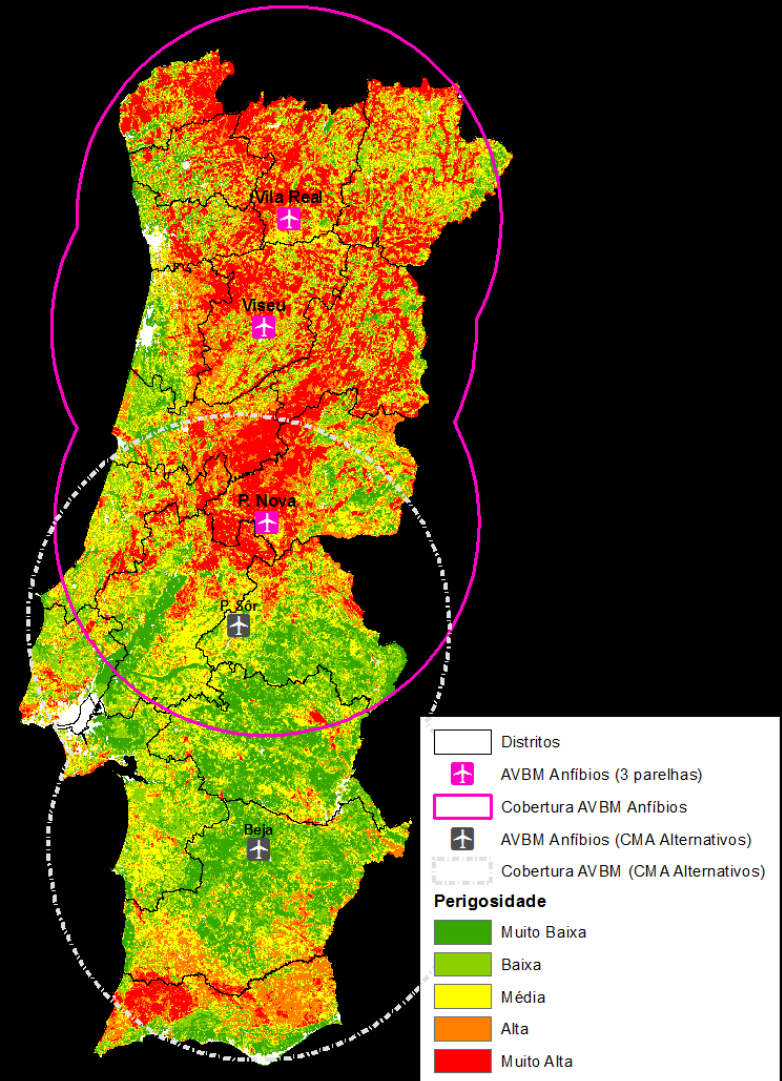 Vila Real
Viseu
P. Nova
P. Sôr
Beja
Distritos
AVBM Anfíbios (3 parelhas)
Cobertura AVBM Anfíbios
AVBM Anfíbios (CMA Alternativos)
Cobertura AVBM (CMA Alternativos)
Perigosidade
Muito Baixa
Baixa
Média
Alta
Muito Alta